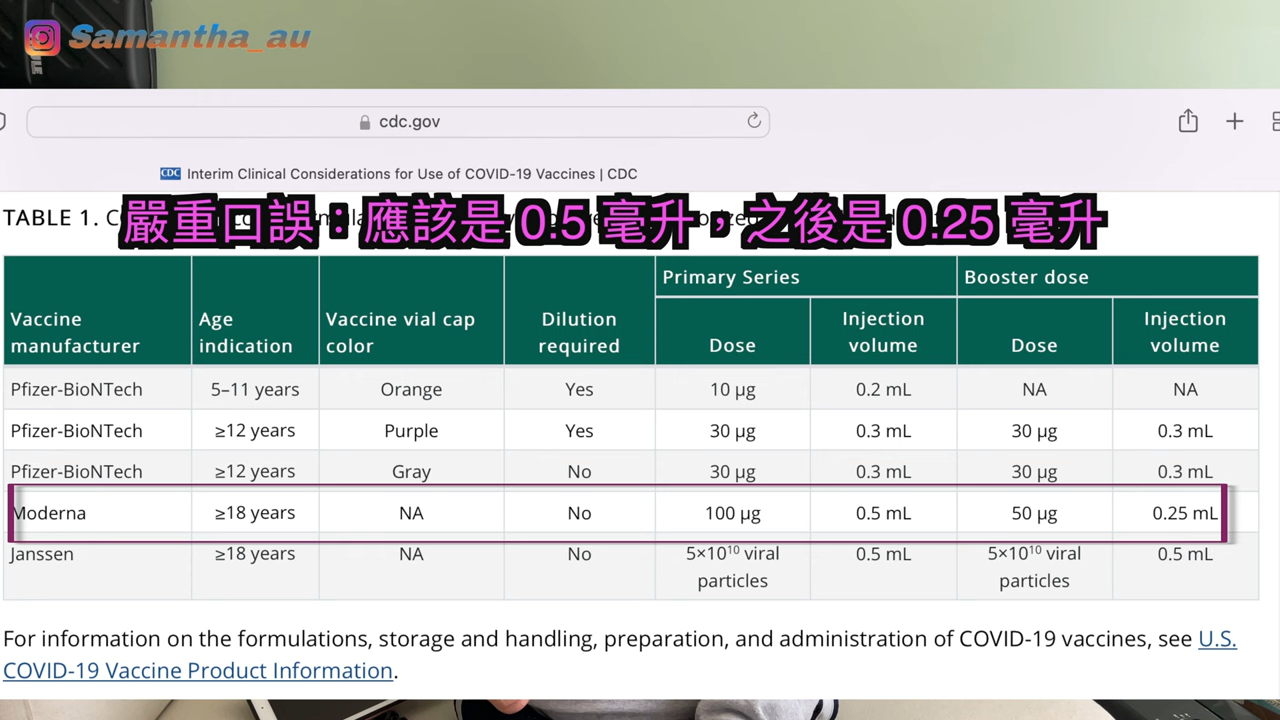 Samantha_au
cdc.gov
CDC Interim Clinical Considerations for Use of COVID-19 Vaccines | CDC
TABLE 1.
嚴重口誤：應該是 0.5 毫升，之後是 0.25 毫升
Primary Series Booster dose
Vaccine manufacturer Age indication Vaccine vial cap color Dilution required Dose Injection volume Dose Injection volume
Pfizer-BioNTech 5–11 years Orange Yes 10 µg 0.2 mL NA NA
Pfizer-BioNTech ≥12 years Purple Yes 30 µg 0.3 mL 30 µg 0.3 mL
Pfizer-BioNTech ≥12 years Gray No 30 µg 0.3 mL 30 µg 0.3 mL
Moderna ≥18 years NA No 100 µg 0.5 mL 50 µg 0.25 mL
Janssen ≥18 years NA No 5×10¹⁰ viral particles 0.5 mL 5×10¹⁰ viral particles 0.5 mL
For information on the formulations, storage and handling, preparation, and administration of COVID-19 vaccines, see U.S.
COVID-19 Vaccine Product Information.